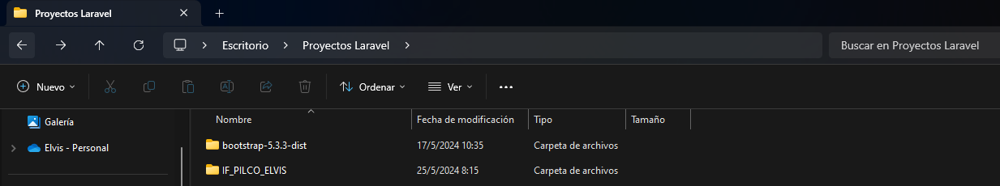 Proyectos Laravel
Escritorio Proyectos Laravel Buscar en Proyectos Laravel
Nuevo Ordenar Ver
Galería
Elvis - Personal
Nombre Fecha de modificación Tipo Tamaño
bootstrap-5.3.3-dist 17/5/2024 10:35 Carpeta de archivos
IF_PILCO_ELVIS 25/5/2024 8:15 Carpeta de archivos